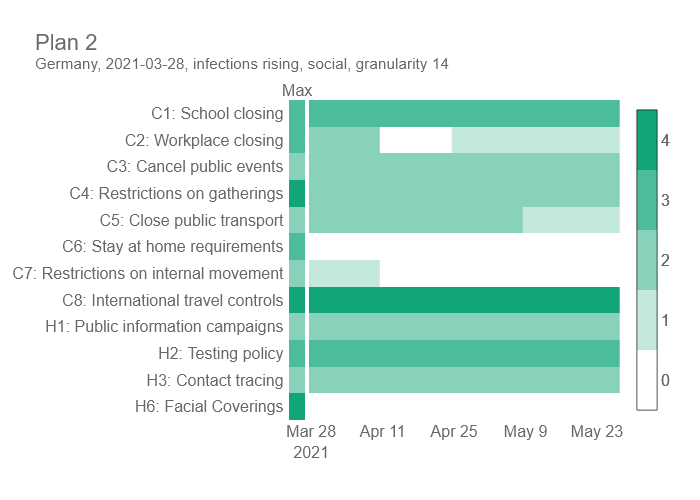 Plan 2
Germany, 2021-03-28, infections rising, social, granularity 14
Max
C1: School closing
C2: Workplace closing
C3: Cancel public events
C4: Restrictions on gatherings
C5: Close public transport
C6: Stay at home requirements
C7: Restrictions on internal movement
C8: International travel controls
H1: Public information campaigns
H2: Testing policy
H3: Contact tracing
H6: Facial Coverings
4
3
2
1
0
Mar 28 Apr 11 Apr 25 May 9 May 23
2021